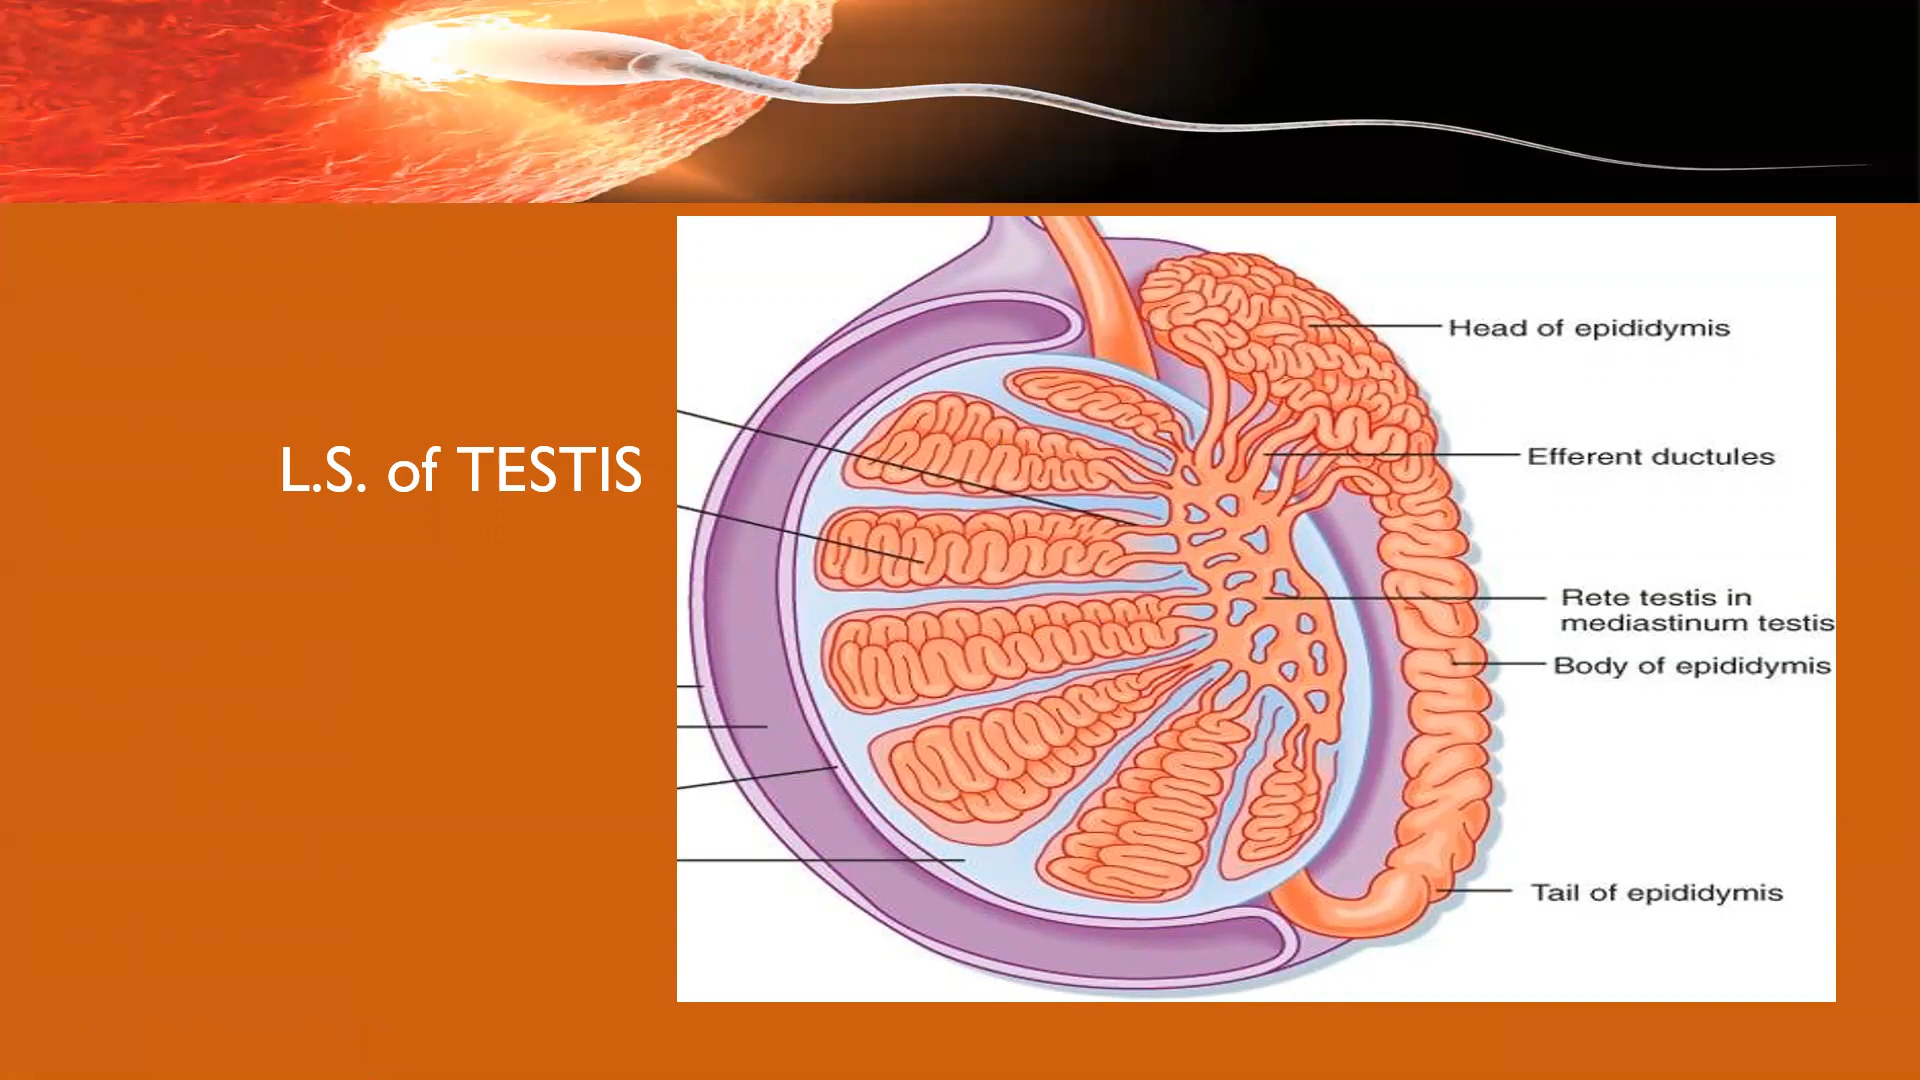 L.S. of TESTIS
Head of epididymis
Efferent ductules
Rete testis in
mediastinum testis
Body of epididymis
Tail of epididymis